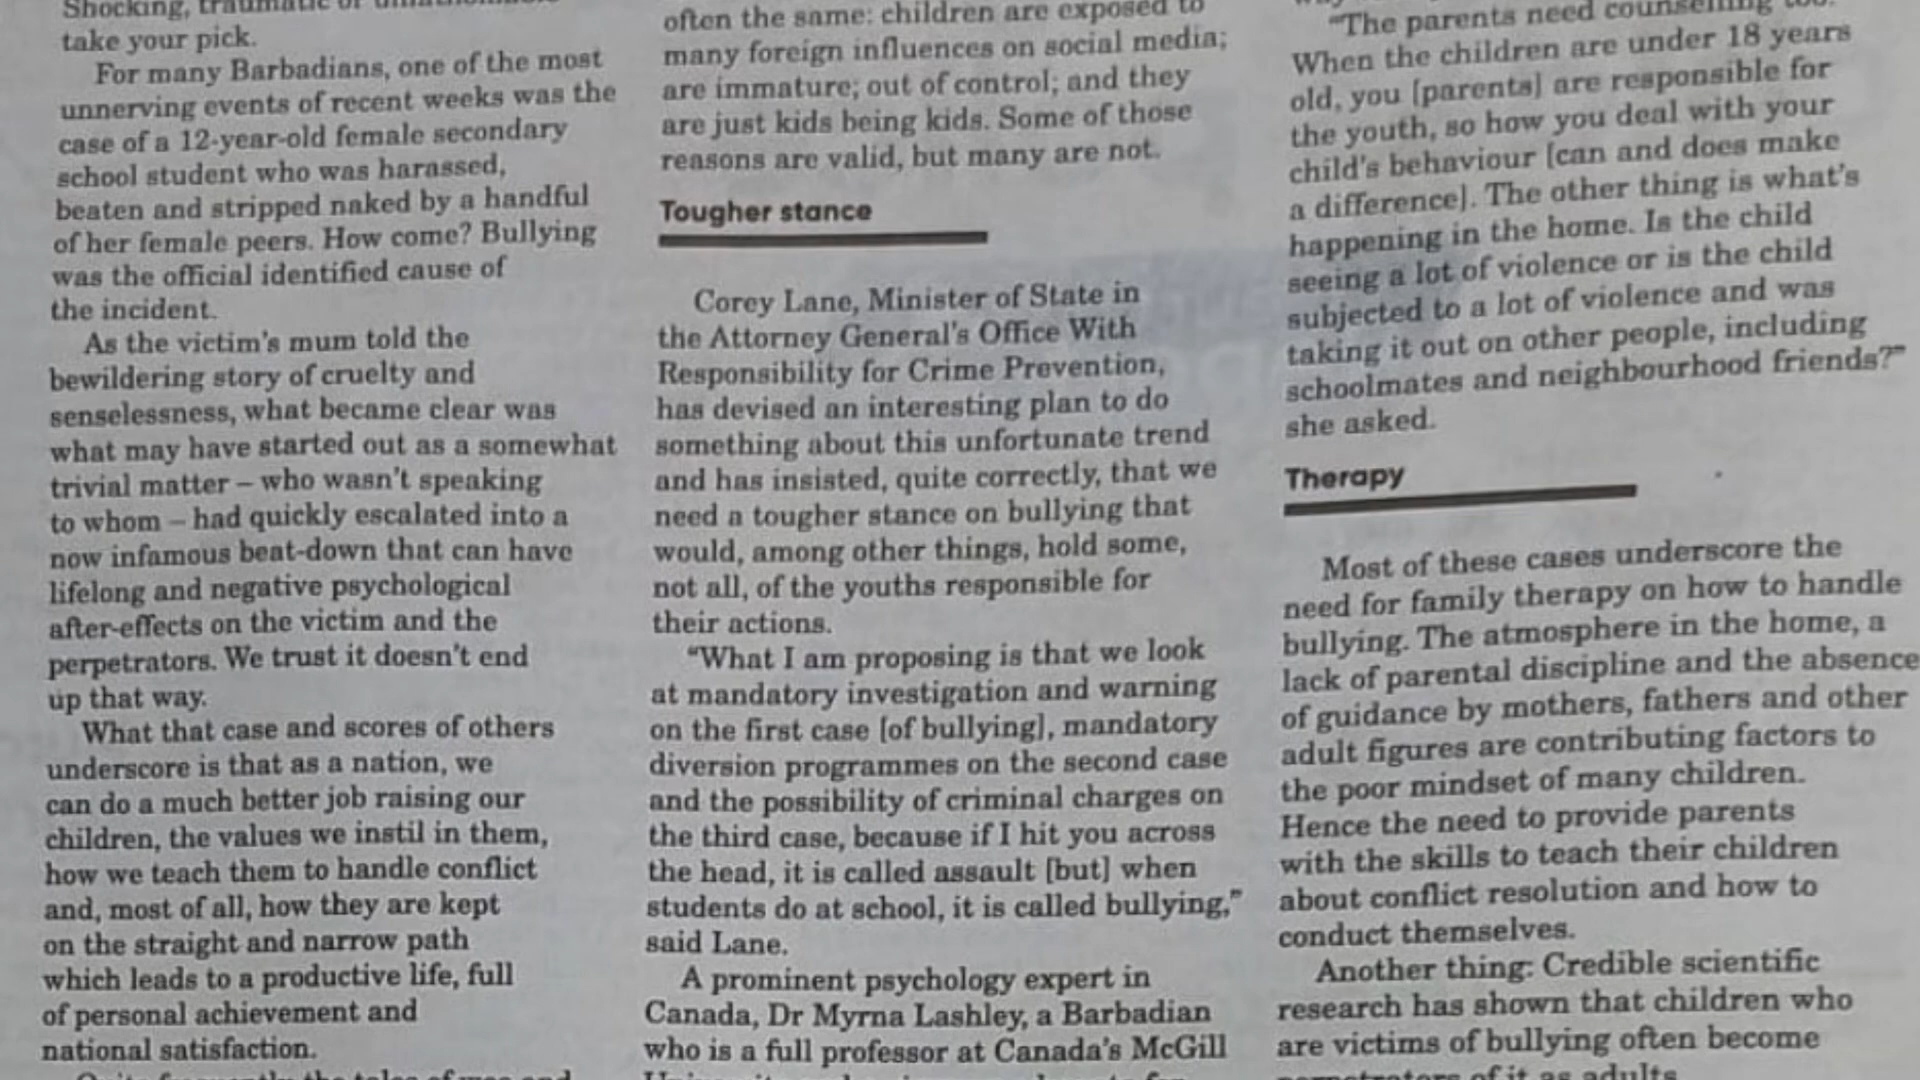 Shocking, traumatic or
take your pick.
For many Barbadians, one of the most
unnerving events of recent weeks was the
case of a 12-year-old female secondary
school student who was harassed,
beaten and stripped naked by a handful
of her female peers. How come? Bullying
was the official identified cause of
the incident.
As the victim's mum told the
bewildering story of cruelty and
senselessness, what became clear was
what may have started out as a somewhat
trivial matter – who wasn't speaking
to whom – had quickly escalated into a
now infamous beat-down that can have
lifelong and negative psychological
after-effects on the victim and the
perpetrators. We trust it doesn't end
up that way.
What that case and scores of others
underscore is that as a nation, we
can do a much better job raising our
children, the values we instil in them,
how we teach them to handle conflict
and, most of all, how they are kept
on the straight and narrow path
which leads to a productive life, full
of personal achievement and
national satisfaction.
Quite frequently the tales of woe and
often the same: children are exposed to
many foreign influences on social media;
are immature; out of control; and they
are just kids being kids. Some of those
reasons are valid, but many are not.
Tougher stance
Corey Lane, Minister of State in
the Attorney General's Office With
Responsibility for Crime Prevention,
has devised an interesting plan to do
something about this unfortunate trend
and has insisted, quite correctly, that we
need a tougher stance on bullying that
would, among other things, hold some,
not all, of the youths responsible for
their actions.
"What I am proposing is that we look
at mandatory investigation and warning
on the first case [of bullying], mandatory
diversion programmes on the second case
and the possibility of criminal charges on
the third case, because if I hit you across
the head, it is called assault [but] when
students do at school, it is called bullying,"
said Lane.
A prominent psychology expert in
Canada, Dr Myrna Lashley, a Barbadian
who is a full professor at Canada's McGill
"The parents need counselling too.
When the children are under 18 years
old, you [parents] are responsible for
the youth, so how you deal with your
child's behaviour [can and does make
a difference]. The other thing is what's
happening in the home. Is the child
seeing a lot of violence or is the child
subjected to a lot of violence and was
taking it out on other people, including
schoolmates and neighbourhood friends?"
she asked.
Therapy
Most of these cases underscore the
need for family therapy on how to handle
bullying. The atmosphere in the home, a
lack of parental discipline and the absence
of guidance by mothers, fathers and other
adult figures are contributing factors to
the poor mindset of many children.
Hence the need to provide parents
with the skills to teach their children
about conflict resolution and how to
conduct themselves.
Another thing: Credible scientific
research has shown that children who
are victims of bullying often become
perpetrators of it as adults.